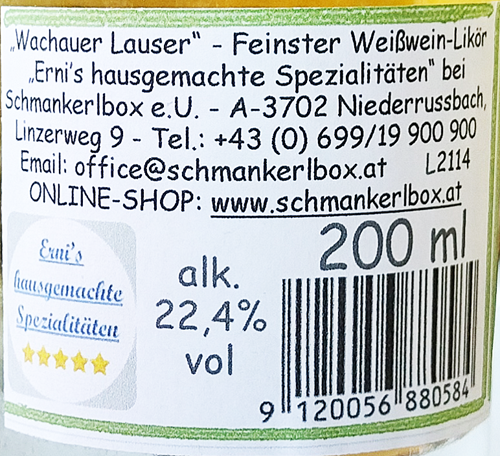 „Wachauer Lauser“ - Feinster Weißwein-Likör
„Erni's hausgemachte Spezialitäten“ bei
Schmankerlbox e.U. - A-3702 Niederrussbach,
Linzerweg 9 - Tel.: +43 (0) 699/19 900 900
Email: office@schmankerlbox.at L2114
ONLINE-SHOP: www.schmankerlbox.at
Erni's
hausgemachte
Spezialitäten
alk.
22,4%
vol
200 ml
9 120056 880584